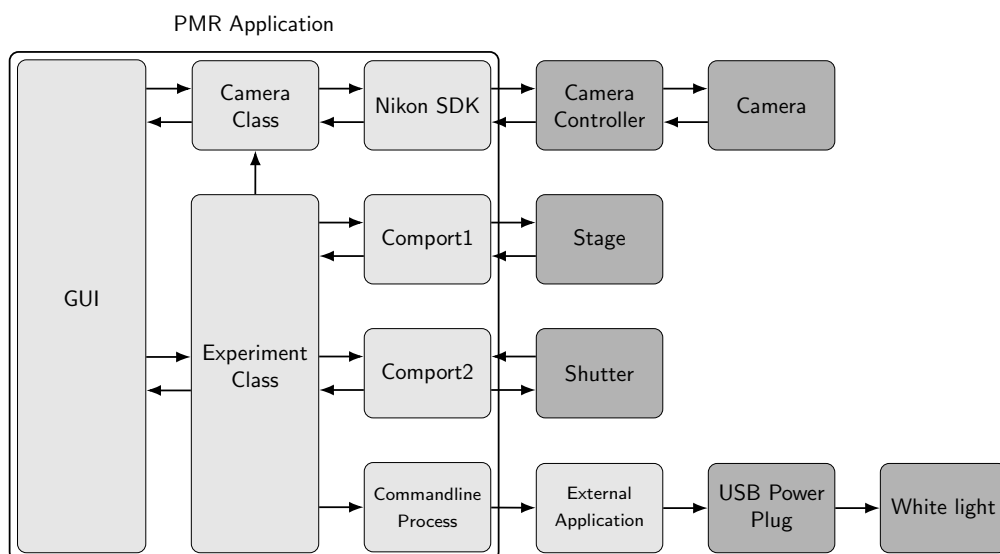 PMR Application
GUI
Camera
Class
Nikon SDK
Camera
Controller
Camera
Experiment
Class
Comport1
Stage
Comport2
Shutter
Commandline
Process
External
Application
USB Power
Plug
White light